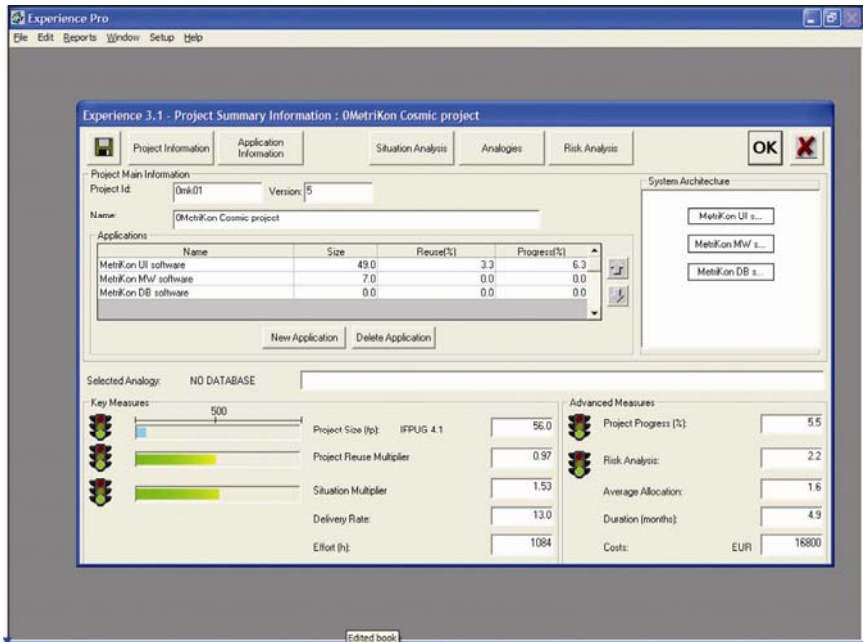 Experience Pro
File Edit Reports Window Setup Help
Experience 3.1 - Project Summary Information : 0MetriKon Cosmic project
Project Information Application Information Situation Analysis Analogies Risk Analysis OK
Project Main Information
Project Id: 0mk01 Version: 5
Name: 0MetriKon Cosmic project
System Architecture
MetriKon UI s...
MetriKon MW s...
MetriKon DB s...
Applications
Name Size Reuse(%) Progress(%)
MetriKon UI software 49.0 3.3 6.3
MetriKon MW software 7.0 0.0 0.0
MetriKon DB software 0.0 0.0 0.0
New Application Delete Application
Selected Analogy: NO DATABASE
Key Measures
500
Project Size (fp): IFPUG 4.1 56.0
Project Reuse Multiplier 0.97
Situation Multiplier 1.53
Delivery Rate: 13.0
Effort (h): 1084
Advanced Measures
Project Progress (%): 5.5
Risk Analysis: 2.2
Average Allocation: 1.6
Duration (months): 4.9
Costs: EUR 16800
Edited book